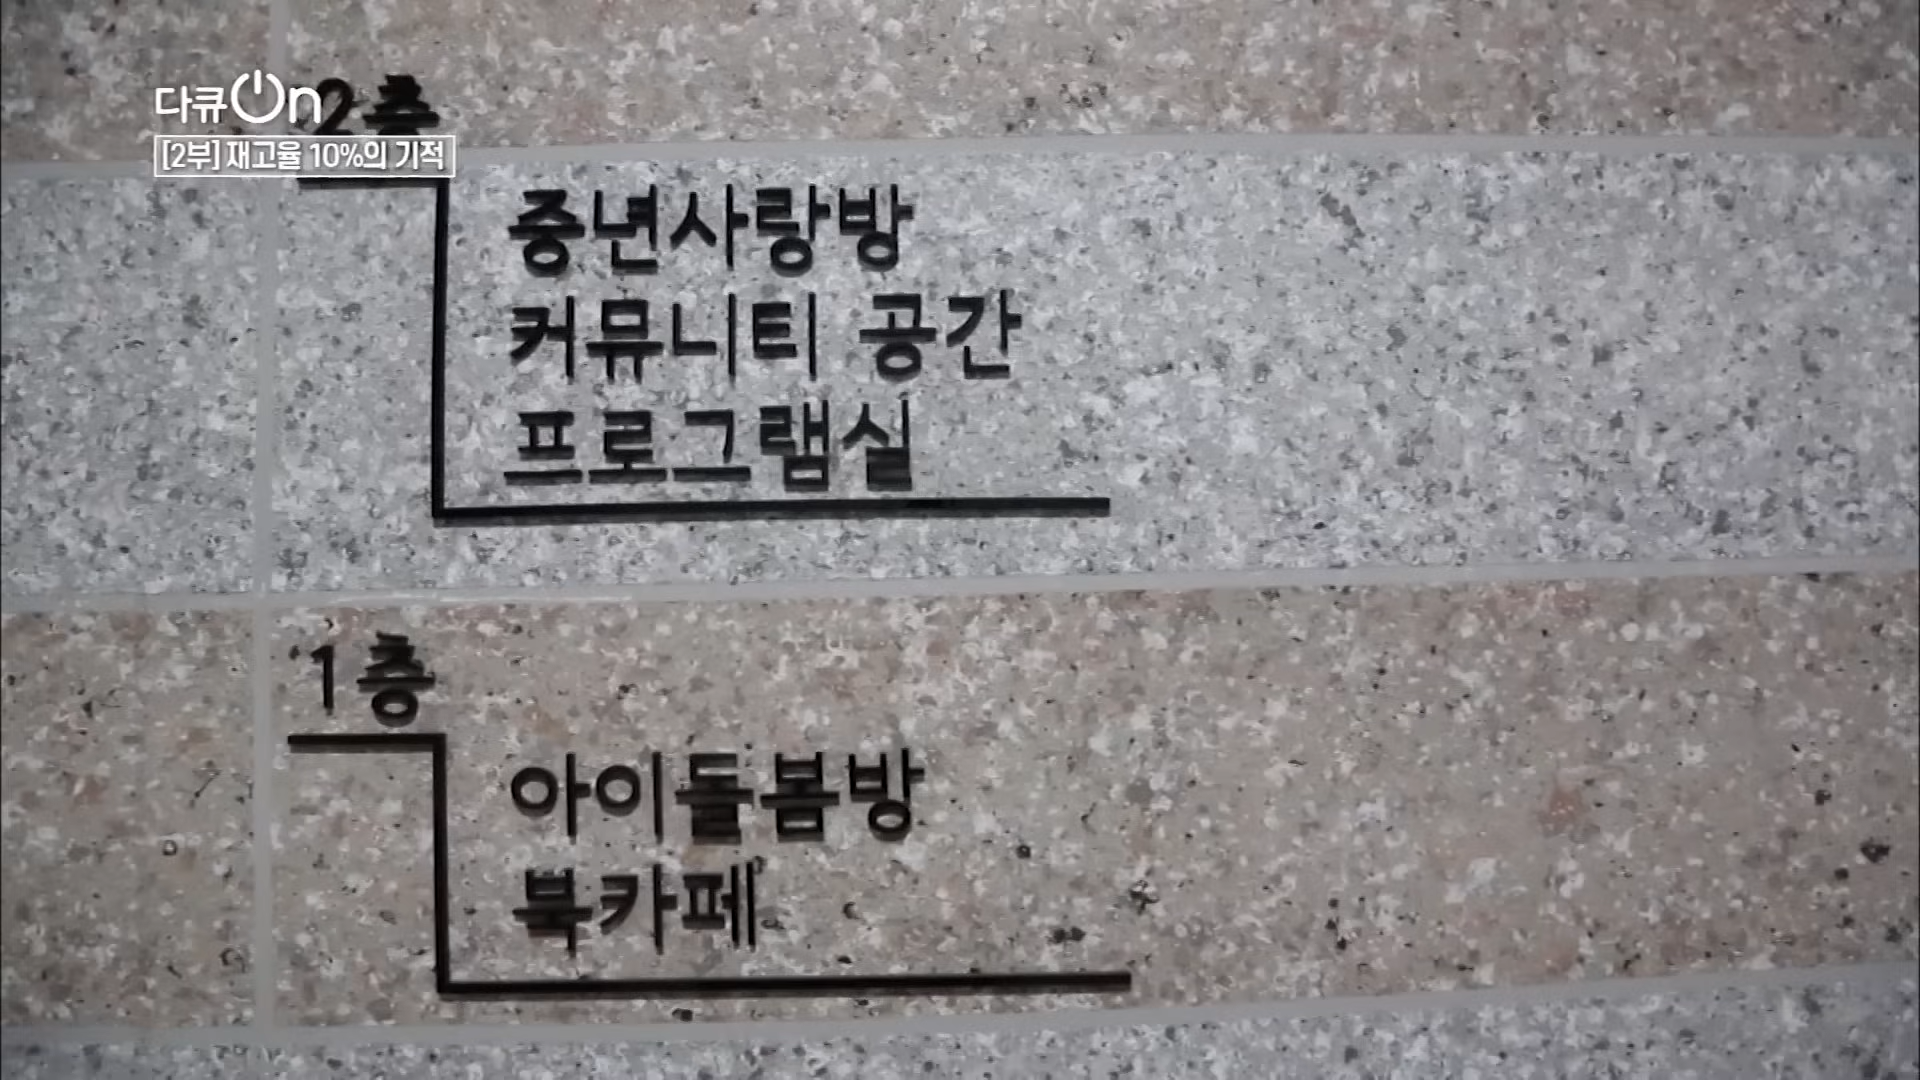 다큐On
[2부] 재고율 10%의 기적
2층
중년사랑방
커뮤니티 공간
프로그램실
1층
아이돌봄방
북카페